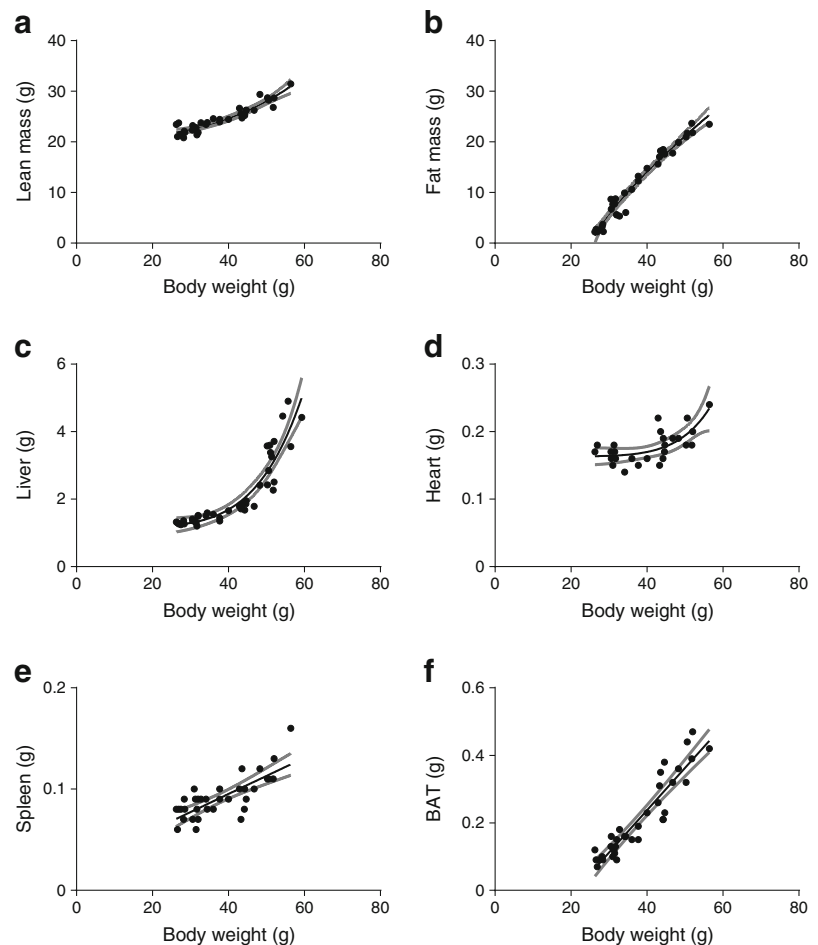 a
40
30
20
10
0
Lean mass (g)
0 20 40 60 80
Body weight (g)
b
40
30
20
10
0
Fat mass (g)
0 20 40 60 80
Body weight (g)
c
6
4
2
0
Liver (g)
0 20 40 60 80
Body weight (g)
d
0.3
0.2
0.1
0
Heart (g)
0 20 40 60 80
Body weight (g)
e
0.2
0.1
0
Spleen (g)
0 20 40 60 80
Body weight (g)
f
0.6
0.4
0.2
0
BAT (g)
0 20 40 60 80
Body weight (g)